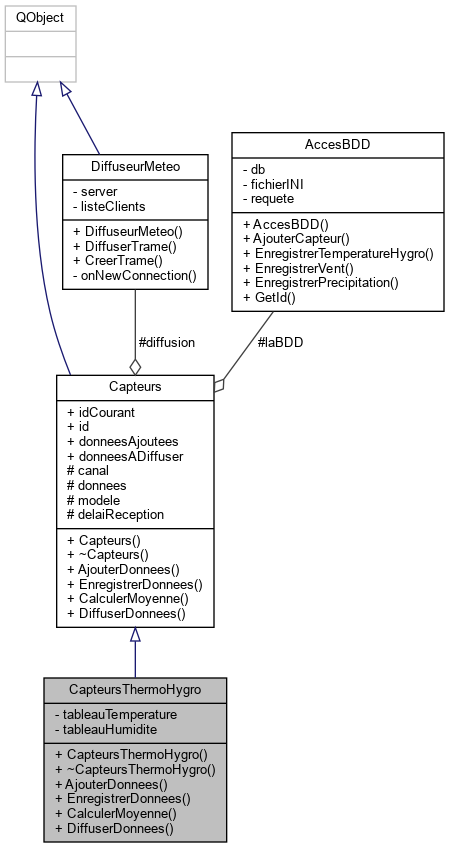 QObject
DiffuseurMeteo
- server
- listeClients
+ DiffuseurMeteo()
+ DiffuserTrame()
+ CreerTrame()
- onNewConnection()
AccesBDD
- db
- fichierINI
- requete
+ AccesBDD()
+ AjouterCapteur()
+ EnregistrerTemperatureHygro()
+ EnregistrerVent()
+ EnregistrerPrecipitation()
+ GetId()
#diffusion
#laBDD
Capteurs
+ idCourant
+ id
+ donneesAjoutees
+ donneesADiffuser
# canal
# donnees
# modele
# delaiReception
+ Capteurs()
+ ~Capteurs()
+ AjouterDonnees()
+ EnregistrerDonnees()
+ CalculerMoyenne()
+ DiffuserDonnees()
CapteursThermoHygro
- tableauTemperature
- tableauHumidite
+ CapteursThermoHygro()
+ ~CapteursThermoHygro()
+ AjouterDonnees()
+ EnregistrerDonnees()
+ CalculerMoyenne()
+ DiffuserDonnees()